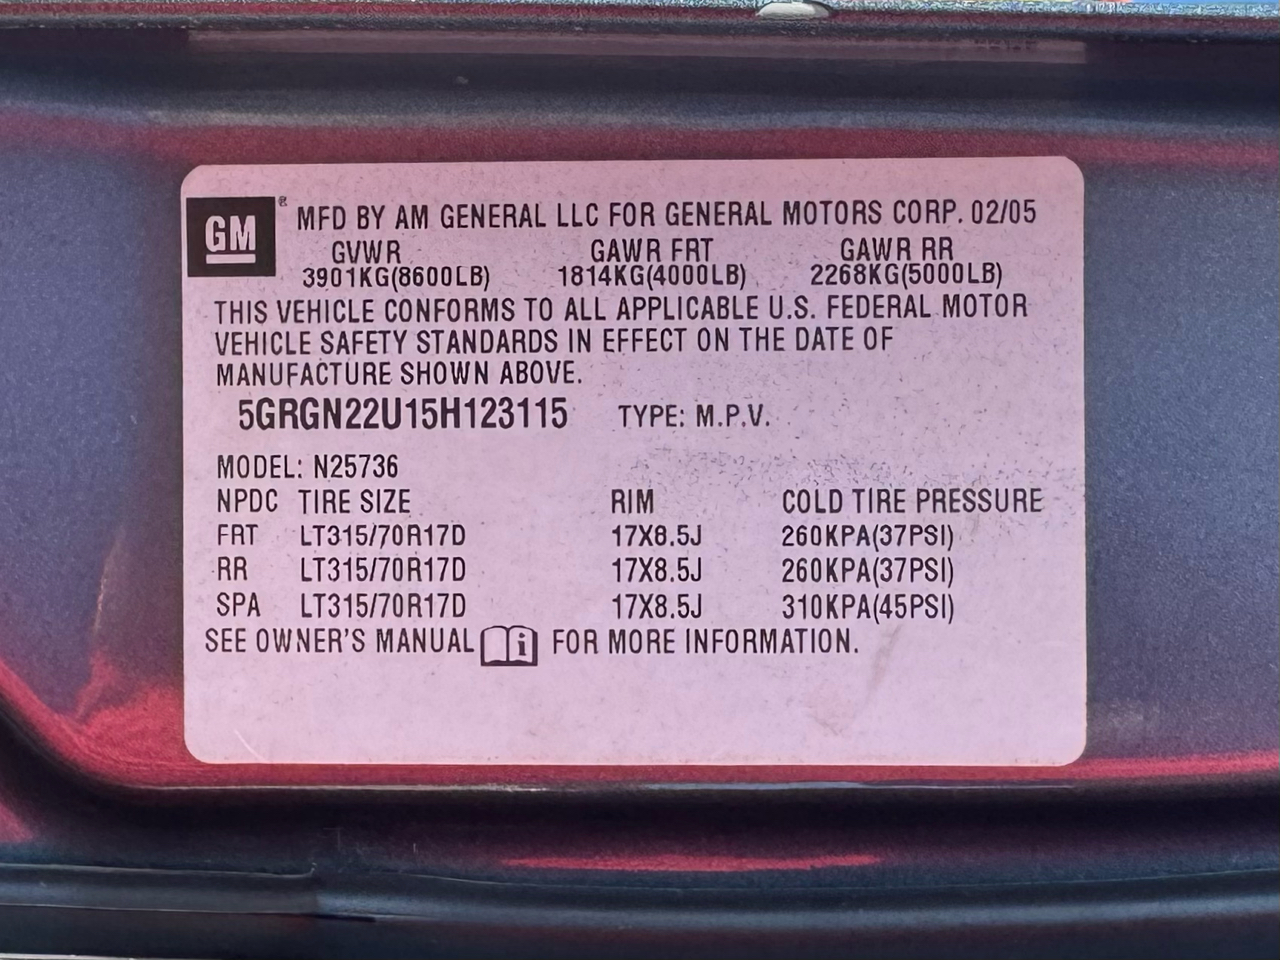 GM ® MFD BY AM GENERAL LLC FOR GENERAL MOTORS CORP. 02/05
GVWR GAWR FRT GAWR RR
3901KG(8600LB) 1814KG(4000LB) 2268KG(5000LB)
THIS VEHICLE CONFORMS TO ALL APPLICABLE U.S. FEDERAL MOTOR
VEHICLE SAFETY STANDARDS IN EFFECT ON THE DATE OF
MANUFACTURE SHOWN ABOVE.
5GRGN22U15H123115 TYPE: M.P.V.
MODEL: N25736
NPDC TIRE SIZE RIM COLD TIRE PRESSURE
FRT LT315/70R17D 17X8.5J 260KPA(37PSI)
RR LT315/70R17D 17X8.5J 260KPA(37PSI)
SPA LT315/70R17D 17X8.5J 310KPA(45PSI)
SEE OWNER'S MANUAL i FOR MORE INFORMATION.